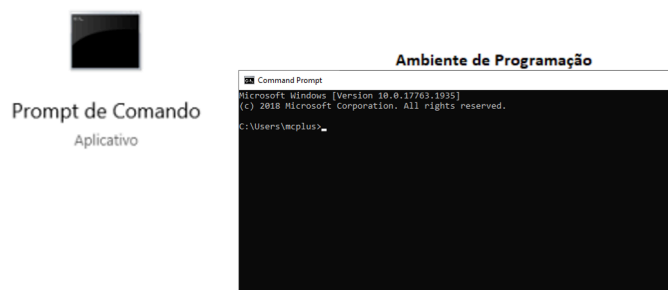 Prompt de Comando
Aplicativo
Ambiente de Programação
Command Prompt
Microsoft Windows [Version 10.0.17763.1935]
(c) 2018 Microsoft Corporation. All rights reserved.
C:\Users\mcplus>_